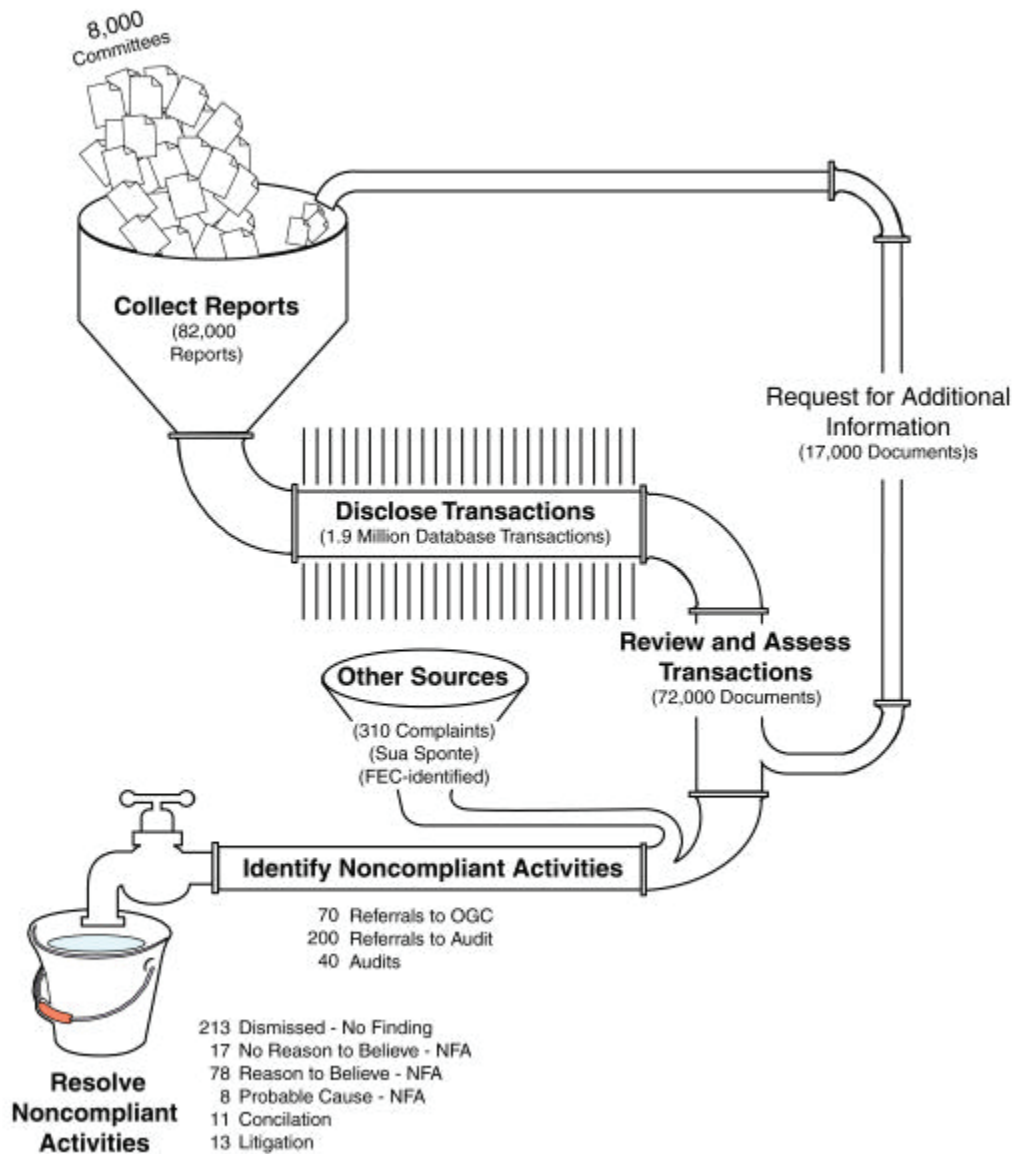 8,000
Committees
Collect Reports
(82,000
Reports)
Request for Additional
Information
(17,000 Documents)s
Disclose Transactions
(1.9 Million Database Transactions)
Review and Assess
Transactions
(72,000 Documents)
Other Sources
(310 Complaints)
(Sua Sponte)
(FEC-identified)
Identify Noncompliant Activities
70 Referrals to OGC
200 Referrals to Audit
40 Audits
213 Dismissed - No Finding
17 No Reason to Believe - NFA
78 Reason to Believe - NFA
8 Probable Cause - NFA
11 Concilation
13 Litigation
Resolve
Noncompliant
Activities